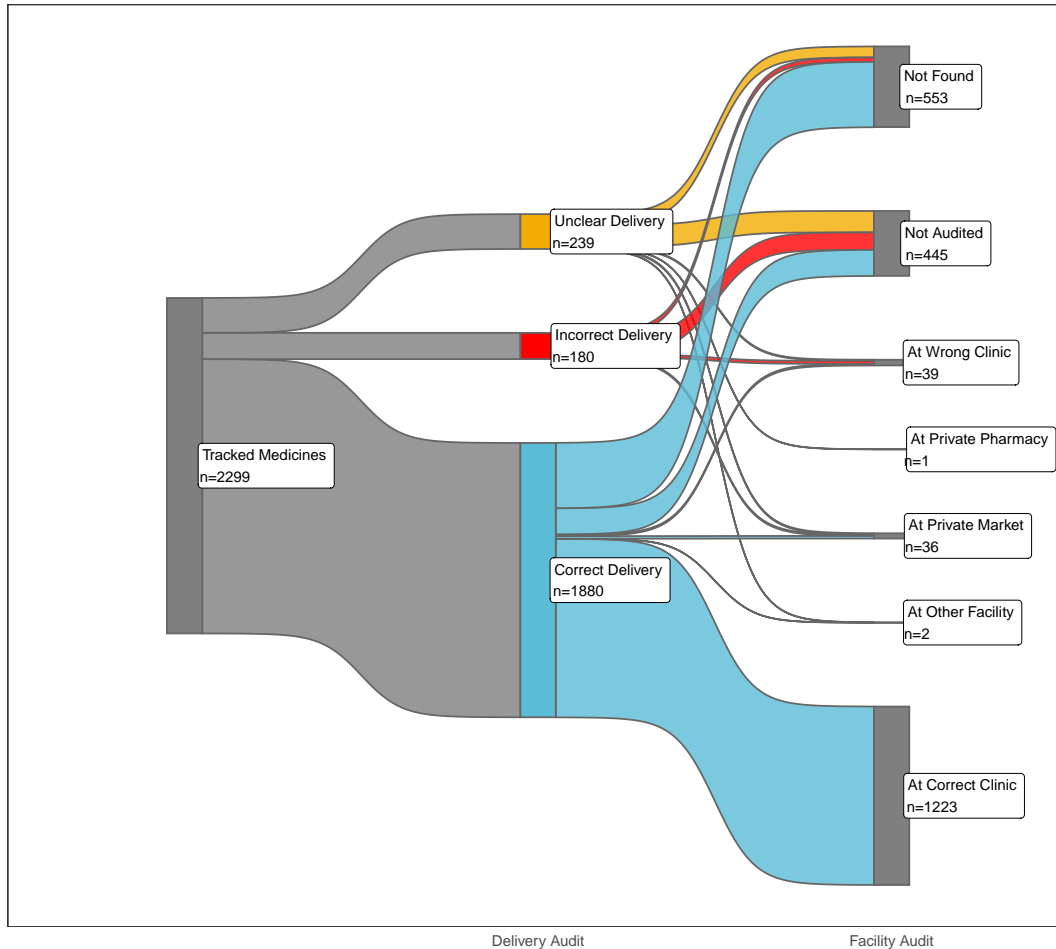 Not Found
n=553
Unclear Delivery
n=239
Not Audited
n=445
Incorrect Delivery
n=180
At Wrong Clinic
n=39
Tracked Medicines
n=2299
At Private Pharmacy
n=1
At Private Market
n=36
Correct Delivery
n=1880
At Other Facility
n=2
At Correct Clinic
n=1223
Delivery Audit
Facility Audit